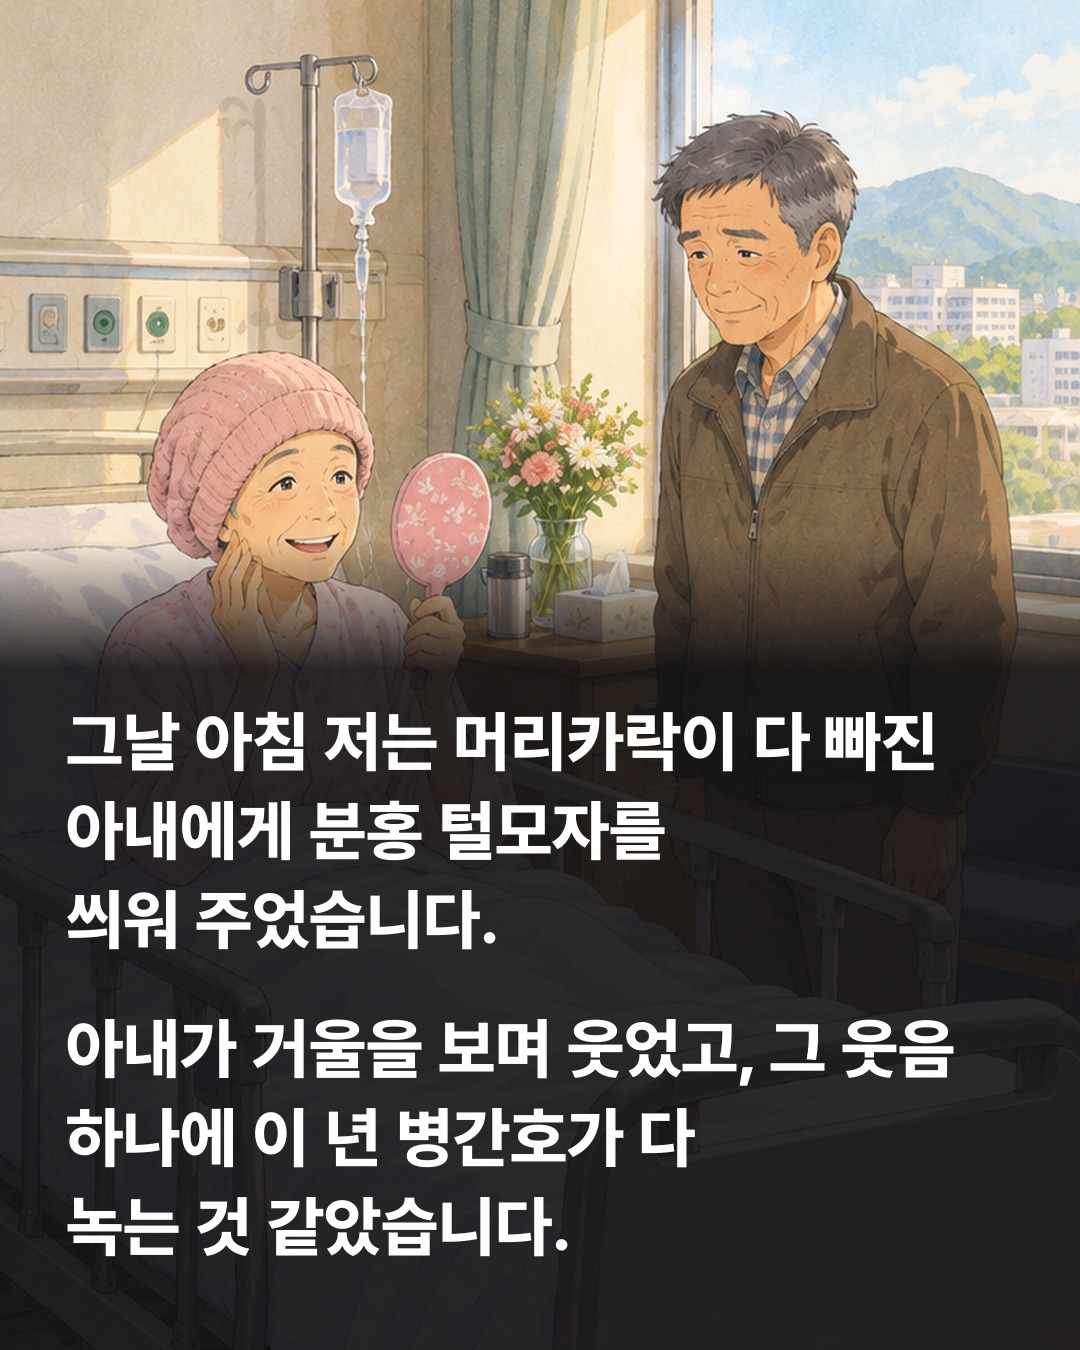 그날 아침 저는 머리카락이 다 빠진
아내에게 분홍 털모자를
씌워 주었습니다.
아내가 거울을 보며 웃었고, 그 웃음
하나에 이 년 병간호가 다
녹는 것 같았습니다.